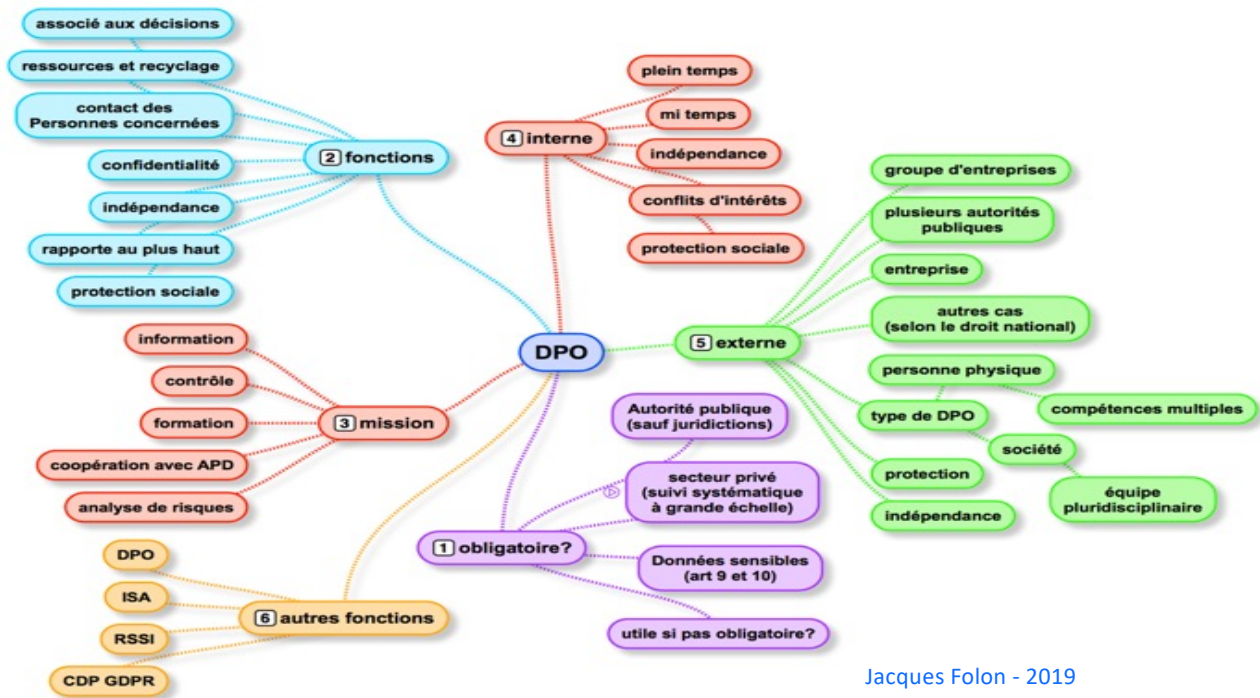 associé aux décisions
ressources et recyclage
contact des
Personnes concernées
confidentialité
indépendance
rapporte au plus haut
protection sociale
2 fonctions
plein temps
mi temps
indépendance
conflits d'intérêts
protection sociale
4 interne
groupe d'entreprises
plusieurs autorités
publiques
entreprise
autres cas
(selon le droit national)
5 externe
personne physique
compétences multiples
type de DPO
société
équipe
pluridisciplinaire
protection
indépendance
DPO
information
contrôle
formation
coopération avec APD
analyse de risques
3 mission
Autorité publique
(sauf juridictions)
secteur privé
(suivi systématique
à grande échelle)
1 obligatoire?
Données sensibles
(art 9 et 10)
utile si pas obligatoire?
DPO
ISA
RSSI
CDP GDPR
6 autres fonctions
Jacques Folon - 2019